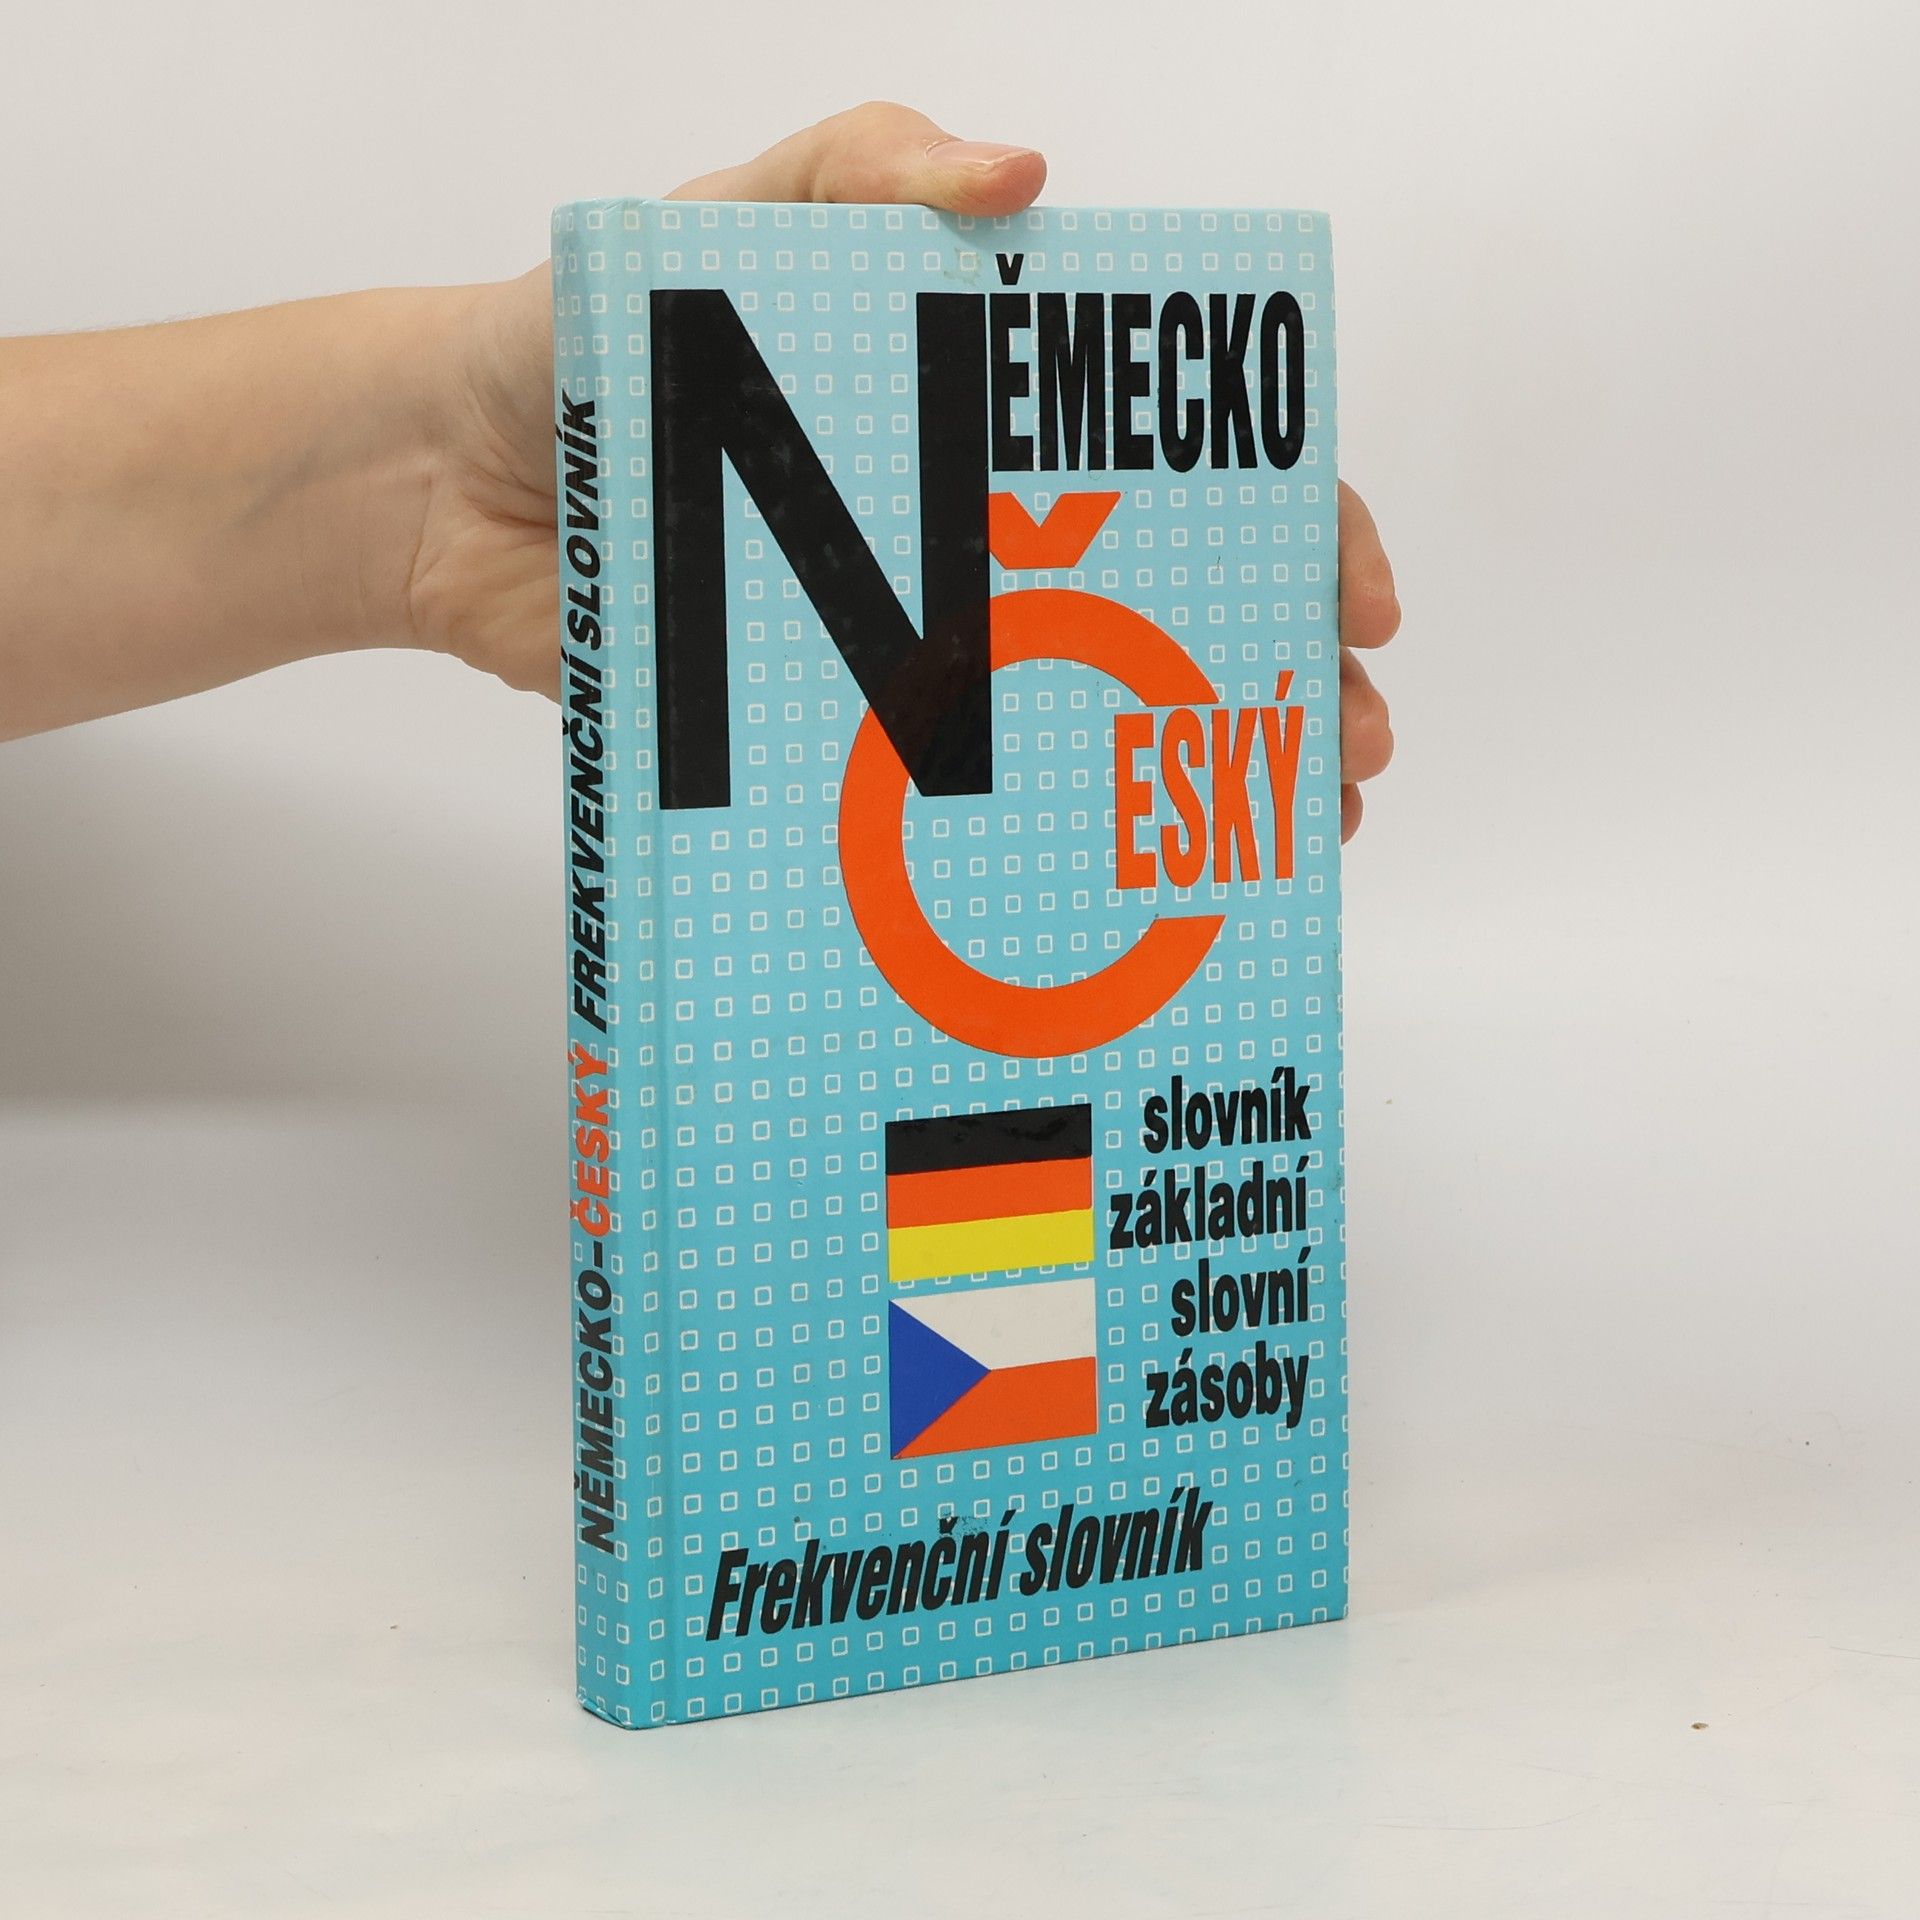 NĚMECKO
ČESKÝ
slovník
základní
slovní
zásoby
Frekvenční slovník
NĚMECKO-ČESKÝ FREKVENČNÍ SLOVNÍK